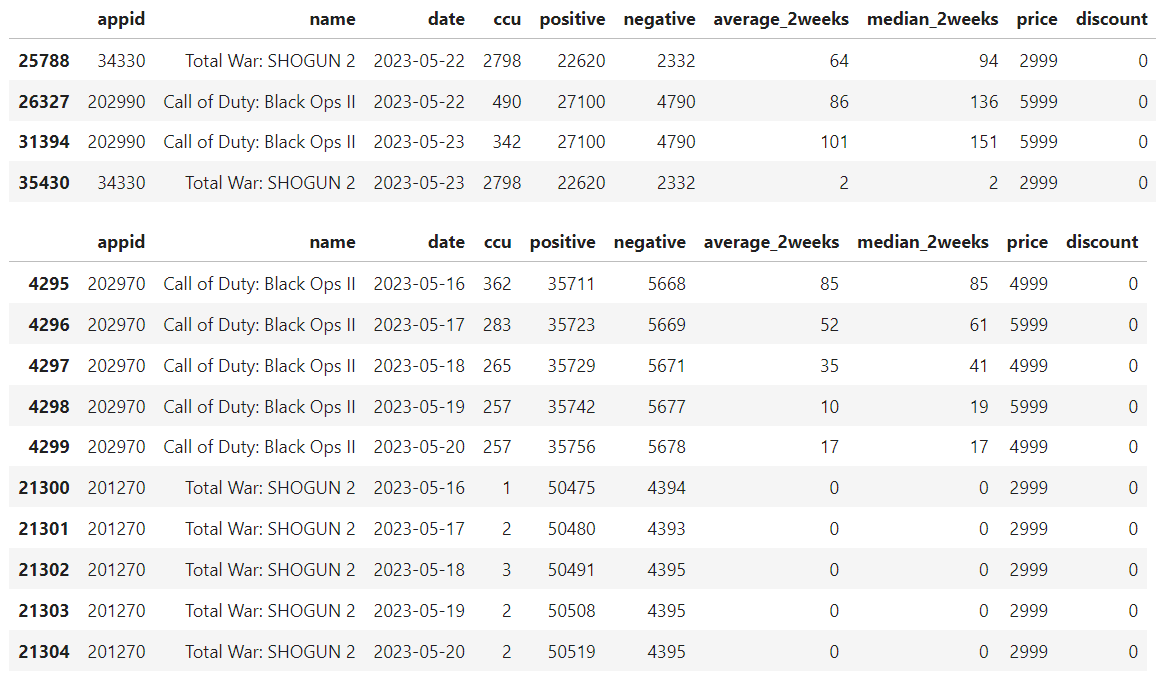 appid name date ccu positive negative average_2weeks median_2weeks price discount
25788 34330 Total War: SHOGUN 2 2023-05-22 2798 22620 2332 64 94 2999 0
26327 202990 Call of Duty: Black Ops II 2023-05-22 490 27100 4790 86 136 5999 0
31394 202990 Call of Duty: Black Ops II 2023-05-23 342 27100 4790 101 151 5999 0
35430 34330 Total War: SHOGUN 2 2023-05-23 2798 22620 2332 2 2 2999 0
appid name date ccu positive negative average_2weeks median_2weeks price discount
4295 202970 Call of Duty: Black Ops II 2023-05-16 362 35711 5668 85 85 4999 0
4296 202970 Call of Duty: Black Ops II 2023-05-17 283 35723 5669 52 61 5999 0
4297 202970 Call of Duty: Black Ops II 2023-05-18 265 35729 5671 35 41 4999 0
4298 202970 Call of Duty: Black Ops II 2023-05-19 257 35742 5677 10 19 5999 0
4299 202970 Call of Duty: Black Ops II 2023-05-20 257 35756 5678 17 17 4999 0
21300 201270 Total War: SHOGUN 2 2023-05-16 1 50475 4394 0 0 2999 0
21301 201270 Total War: SHOGUN 2 2023-05-17 2 50480 4393 0 0 2999 0
21302 201270 Total War: SHOGUN 2 2023-05-18 3 50491 4395 0 0 2999 0
21303 201270 Total War: SHOGUN 2 2023-05-19 2 50508 4395 0 0 2999 0
21304 201270 Total War: SHOGUN 2 2023-05-20 2 50519 4395 0 0 2999 0